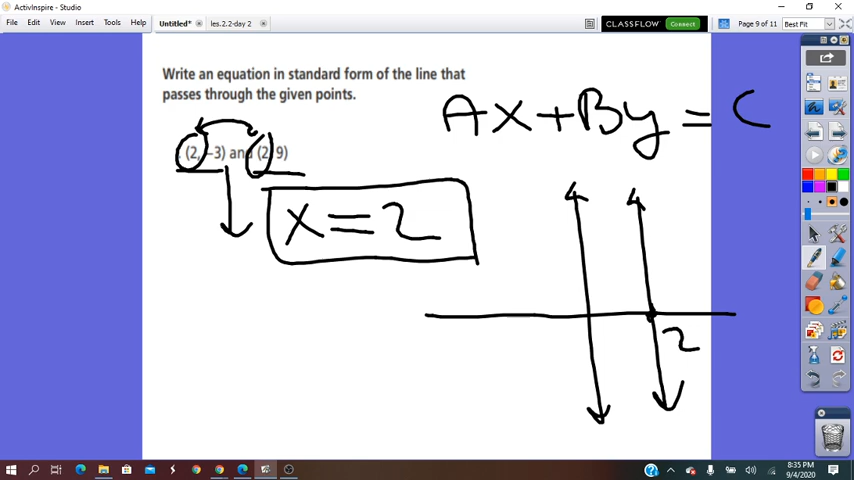 ActivInspire - Studio
File Edit View Insert Tools Help
Untitled* les.2.2-day 2
CLASSFLOW Connect Page 9 of 11 Best Fit
Write an equation in standard form of the line that
passes through the given points.
Ax + By = C
(2, -3) and (2, 9)
x = 2
2
8:35 PM
9/4/2020